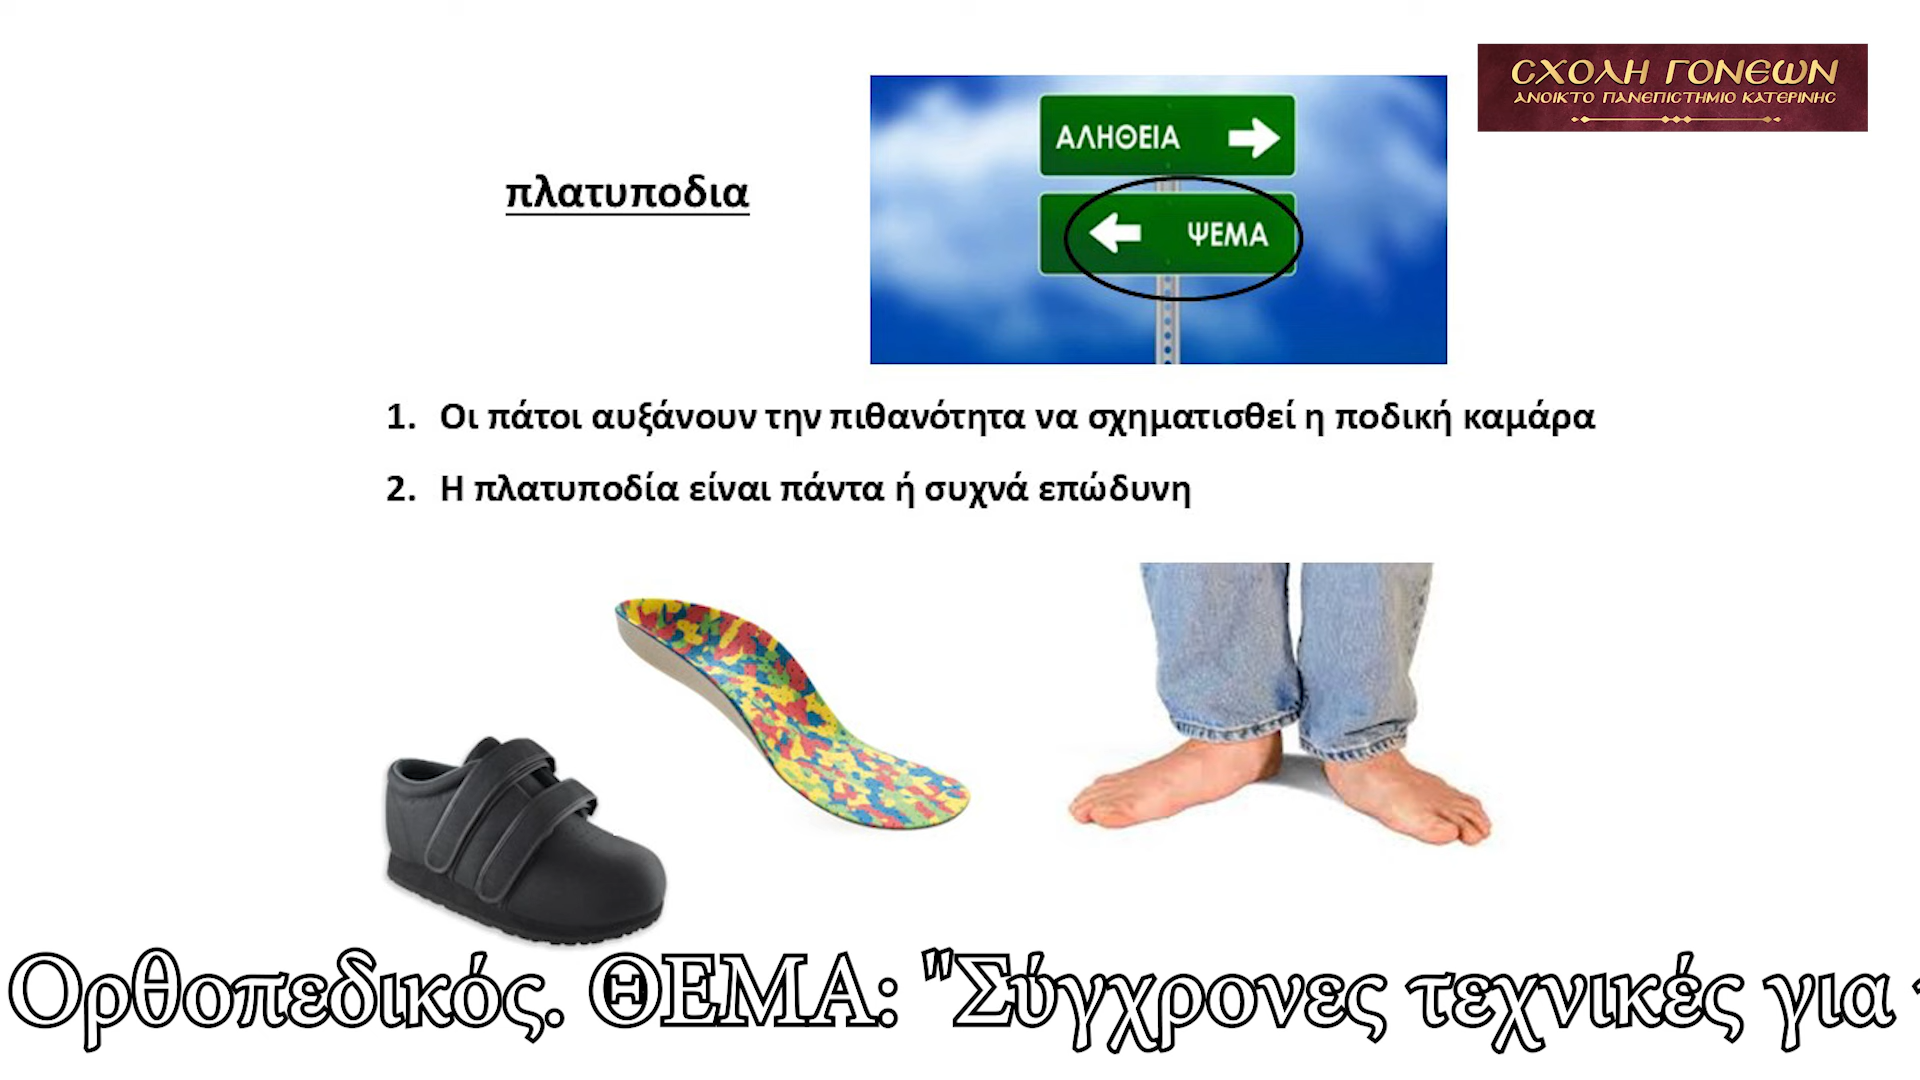 ΣΧΟΛΗ ΓΟΝΕΩΝ
ΑΝΟΙΚΤΟ ΠΑΝΕΠΙΣΤΗΜΙΟ ΚΑΤΕΡΙΝΗΣ
ΑΛΗΘΕΙΑ
πλατυποδια
ΨΕΜΑ
1. Οι πάτοι αυξάνουν την πιθανότητα να σχηματισθεί η ποδική καμάρα
2. Η πλατυποδία είναι πάντα ή συχνά επώδυνη
Ορθοπεδικός. ΘΕΜΑ: "Σύγχρονες τεχνικές για